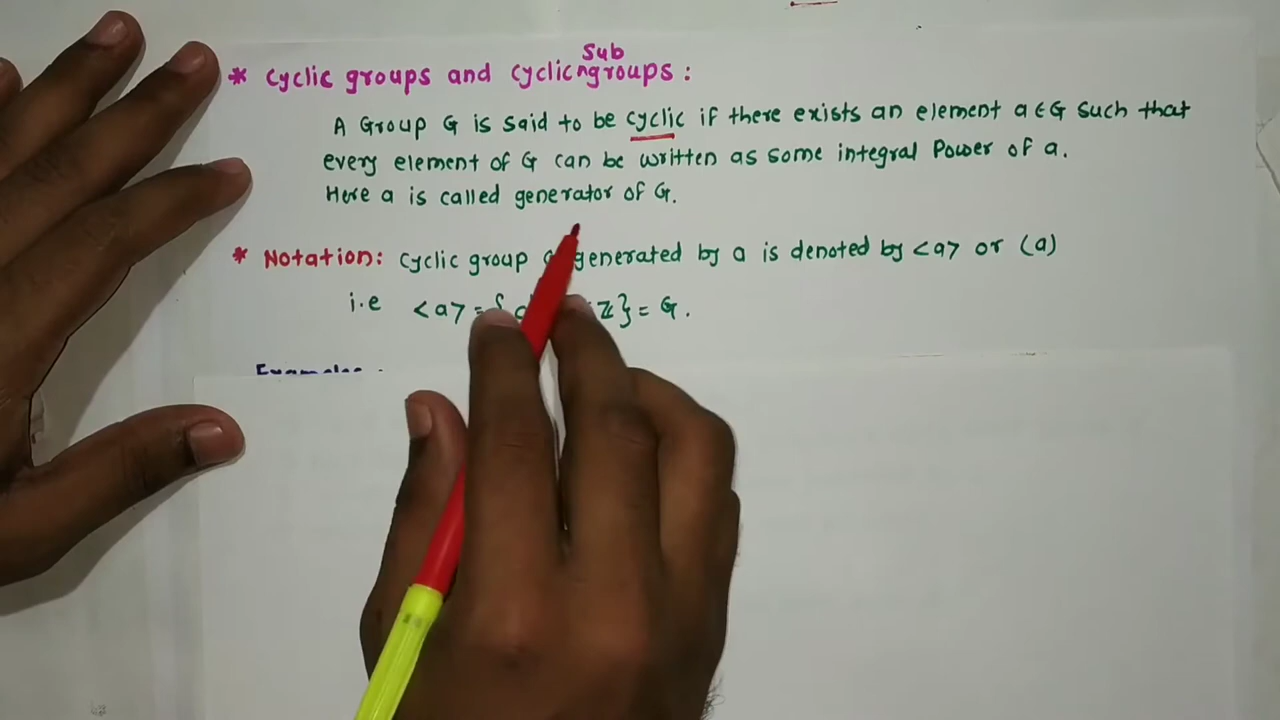 * Cyclic groups and cyclic ^ Sub groups :
A Group G is said to be cyclic if there exists an element a ∈ G such that
every element of G can be written as some integral Power of a.
Here a is called generator of G.
* Notation: Cyclic group generated by a is denoted by <a> or (a)
i.e <a> = { ℤ} = G.